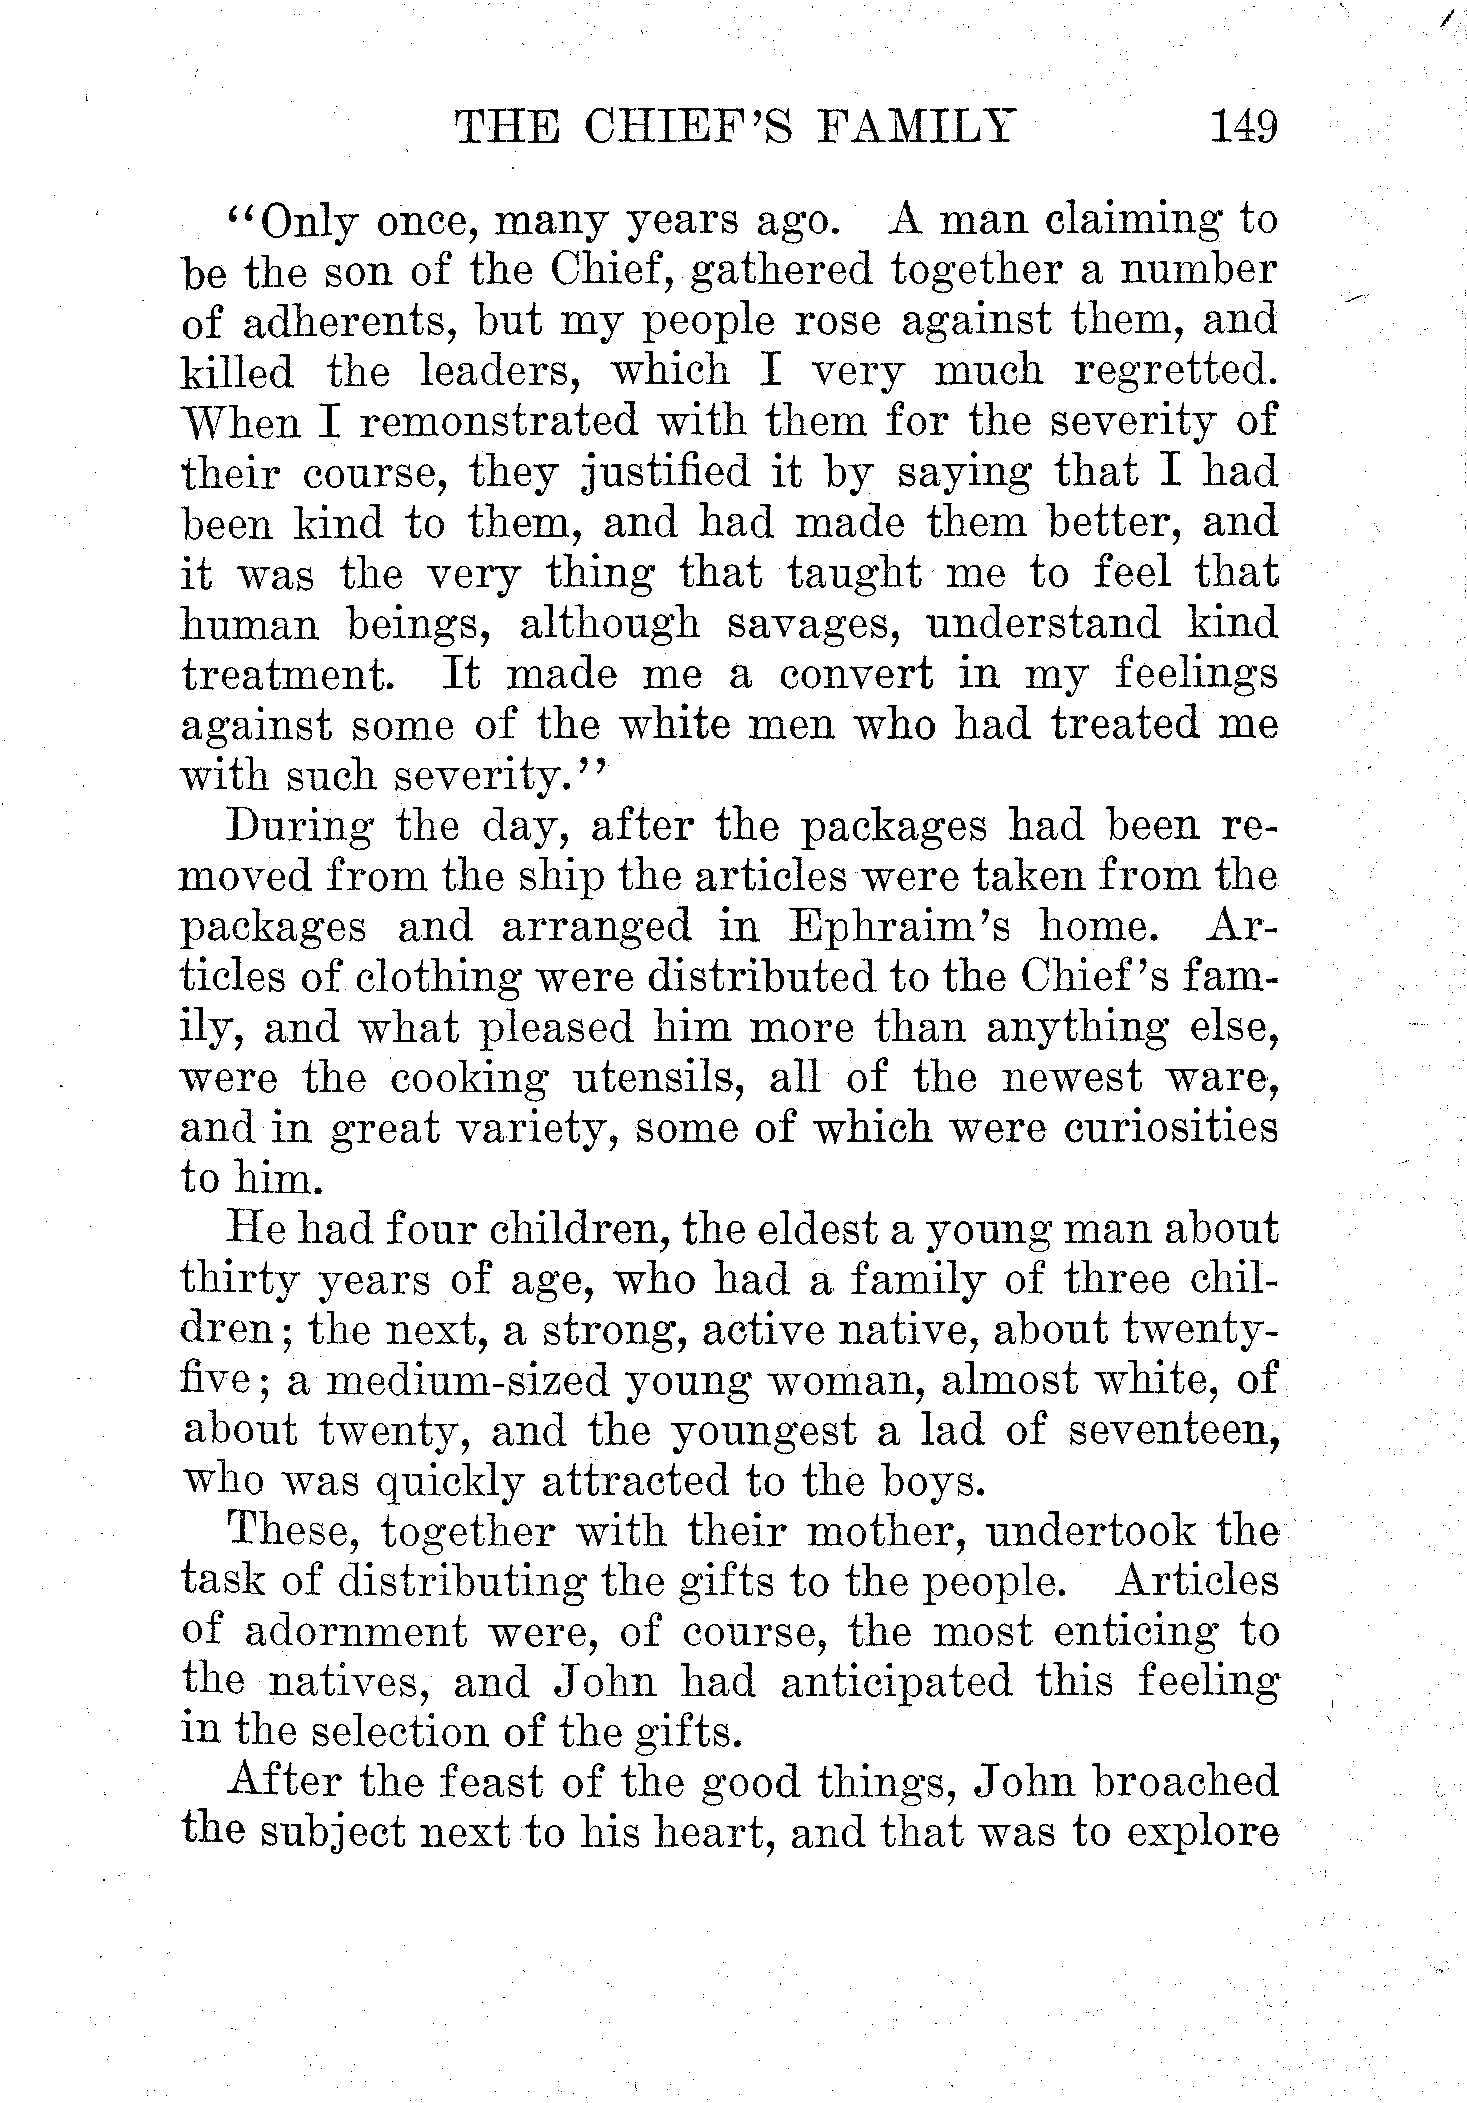 THE CHIEF'S FAMILY 149
“Only once, many years ago. A man claiming to
be the son of the Chief, gathered together a number
of adherents, but my people rose against them, and
killed the leaders, which I very much regretted.
When I remonstrated with them for the severity of
their course, they justified it by saying that I had
been kind to them, and had made them better, and
it was the very thing that taught me to feel that
human beings, although savages, understand kind
treatment. It made me a convert in my feelings
against some of the white men who had treated me
with such severity.”
During the day, after the packages had been re-
moved from the ship the articles were taken from the
packages and arranged in Ephraim's home. Ar-
ticles of clothing were distributed to the Chief's fam-
ily, and what pleased him more than anything else,
were the cooking utensils, all of the newest ware,
and in great variety, some of which were curiosities
to him.
He had four children, the eldest a young man about
thirty years of age, who had a family of three chil-
dren; the next, a strong, active native, about twenty-
five; a medium-sized young woman, almost white, of
about twenty, and the youngest a lad of seventeen,
who was quickly attracted to the boys.
These, together with their mother, undertook the
task of distributing the gifts to the people. Articles
of adornment were, of course, the most enticing to
the natives, and John had anticipated this feeling
in the selection of the gifts.
After the feast of the good things, John broached
the subject next to his heart, and that was to explore